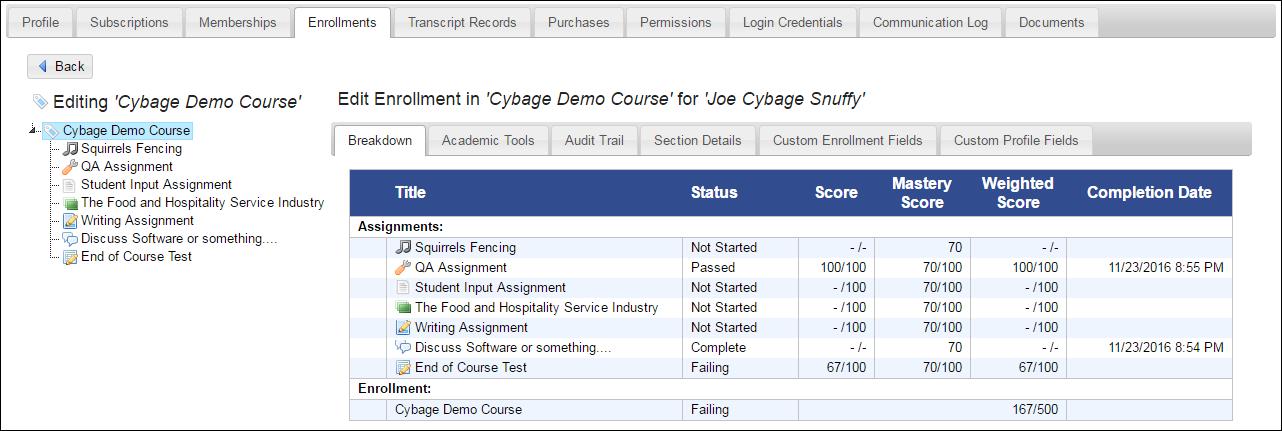 Profile Subscriptions Memberships Enrollments Transcript Records Purchases Permissions Login Credentials Communication Log Documents
Back
Editing 'Cybage Demo Course'
Cybage Demo Course
Squirrels Fencing
QA Assignment
Student Input Assignment
The Food and Hospitality Service Industry
Writing Assignment
Discuss Software or something....
End of Course Test
Edit Enrollment in 'Cybage Demo Course' for 'Joe Cybage Snuffy'
Breakdown Academic Tools Audit Trail Section Details Custom Enrollment Fields Custom Profile Fields
Title Status Score Mastery Score Weighted Score Completion Date
Assignments:
Squirrels Fencing Not Started - /- 70 - /-
QA Assignment Passed 100/100 70/100 100/100 11/23/2016 8:55 PM
Student Input Assignment Not Started - /100 70/100 - /100
The Food and Hospitality Service Industry Not Started - /100 70/100 - /100
Writing Assignment Not Started - /100 70/100 - /100
Discuss Software or something.... Complete - /- 70 - /- 11/23/2016 8:54 PM
End of Course Test Failing 67/100 70/100 67/100
Enrollment:
Cybage Demo Course Failing 167/500